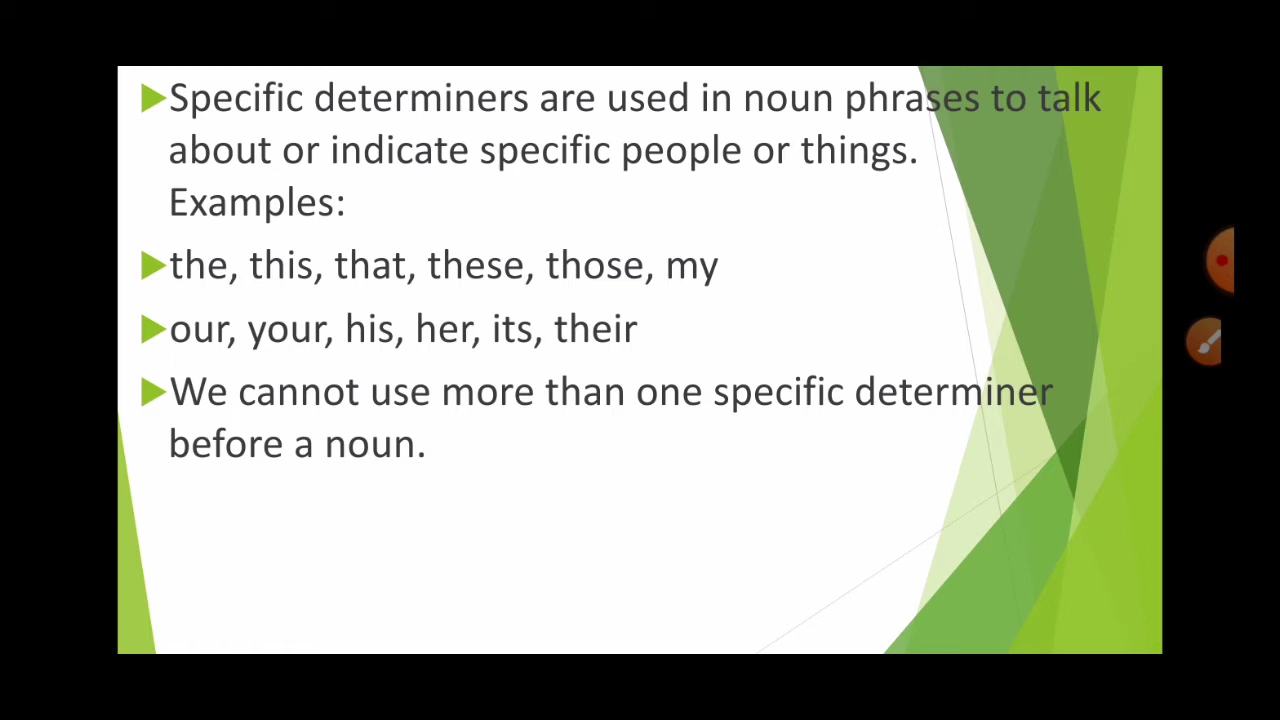 Specific determiners are used in noun phrases to talk
about or indicate specific people or things.
Examples:
the, this, that, these, those, my
our, your, his, her, its, their
We cannot use more than one specific determiner
before a noun.